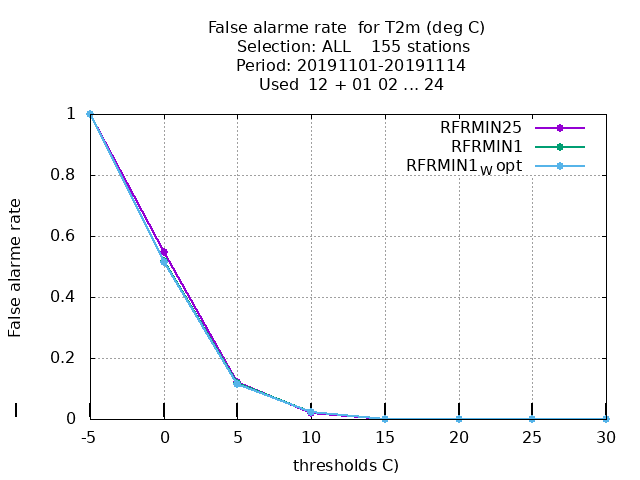 False alarme rate for T2m (deg C)
Selection: ALL 155 stations
Period: 20191101-20191114
Used 12 + 01 02 ... 24
RFRMIN25
RFRMIN1
RFRMIN1W opt
False alarme rate
1
0.8
0.6
0.4
0.2
0
-5 0 5 10 15 20 25 30
thresholds C)